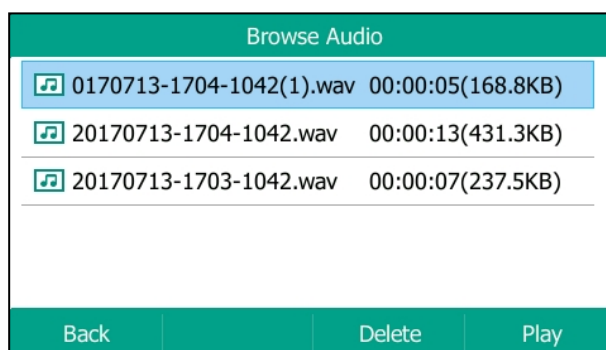 Browse Audio
0170713-1704-1042(1).wav 00:00:05(168.8KB)
20170713-1704-1042.wav 00:00:13(431.3KB)
20170713-1703-1042.wav 00:00:07(237.5KB)
Back Delete Play